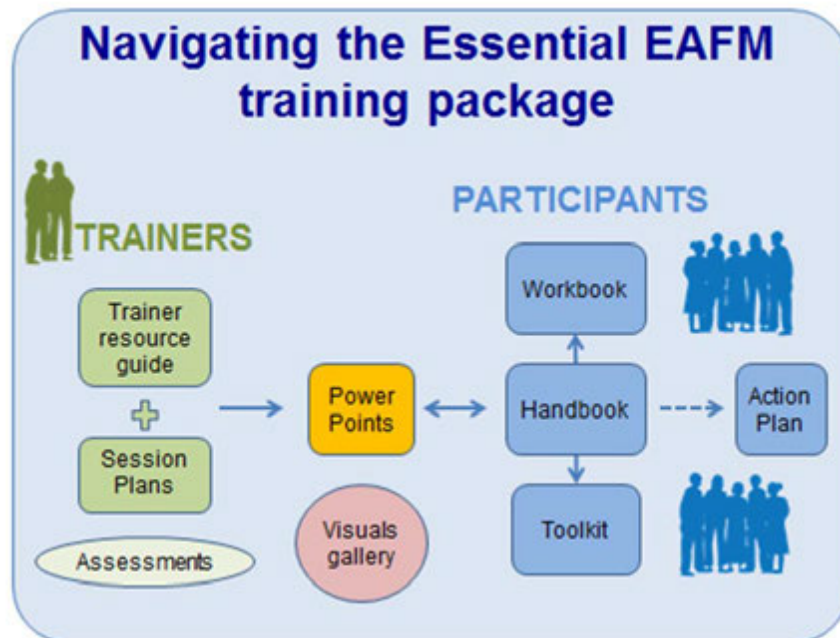 Navigating the Essential EAFM
training package
TRAINERS
PARTICIPANTS
Trainer
resource
guide
Session
Plans
Assessments
Power
Points
Visuals
gallery
Workbook
Handbook
Toolkit
Action
Plan